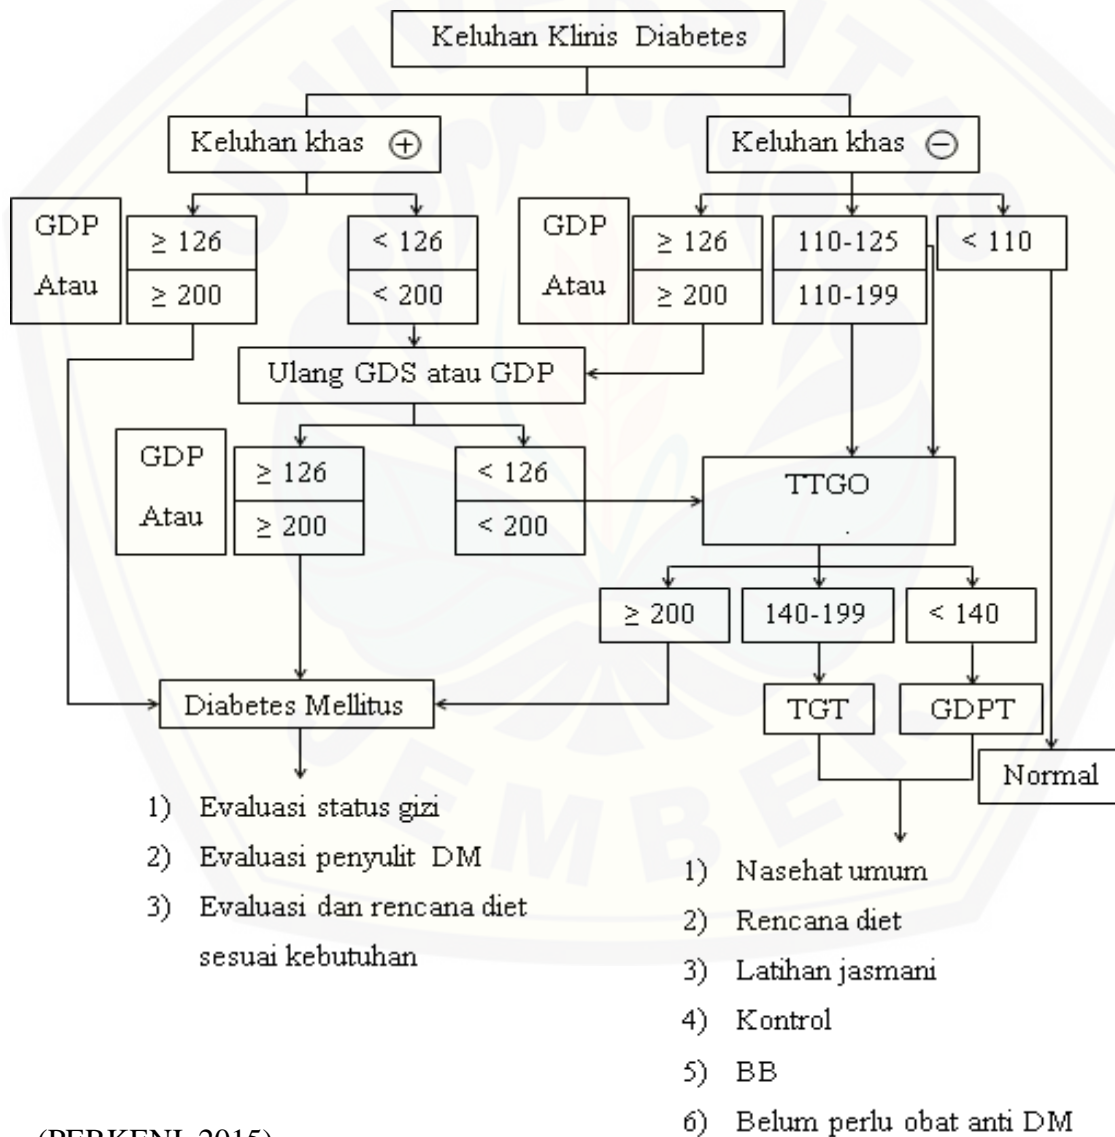 Keluhan Klinis Diabetes
Keluhan khas +
Keluhan khas −
GDP
Atau
≥ 126
≥ 200
< 126
< 200
GDP
Atau
≥ 126
≥ 200
110-125
110-199
< 110
Ulang GDS atau GDP
GDP
Atau
≥ 126
≥ 200
< 126
< 200
TTGO
.
≥ 200
140-199
< 140
Diabetes Mellitus
TGT
GDPT
Normal
1) Evaluasi status gizi
2) Evaluasi penyulit DM
3) Evaluasi dan rencana diet
sesuai kebutuhan
1) Nasehat umum
2) Rencana diet
3) Latihan jasmani
4) Kontrol
5) BB
6) Belum perlu obat anti DM
(PERKENI, 2015)
UNIVERSITAS
JEMBER